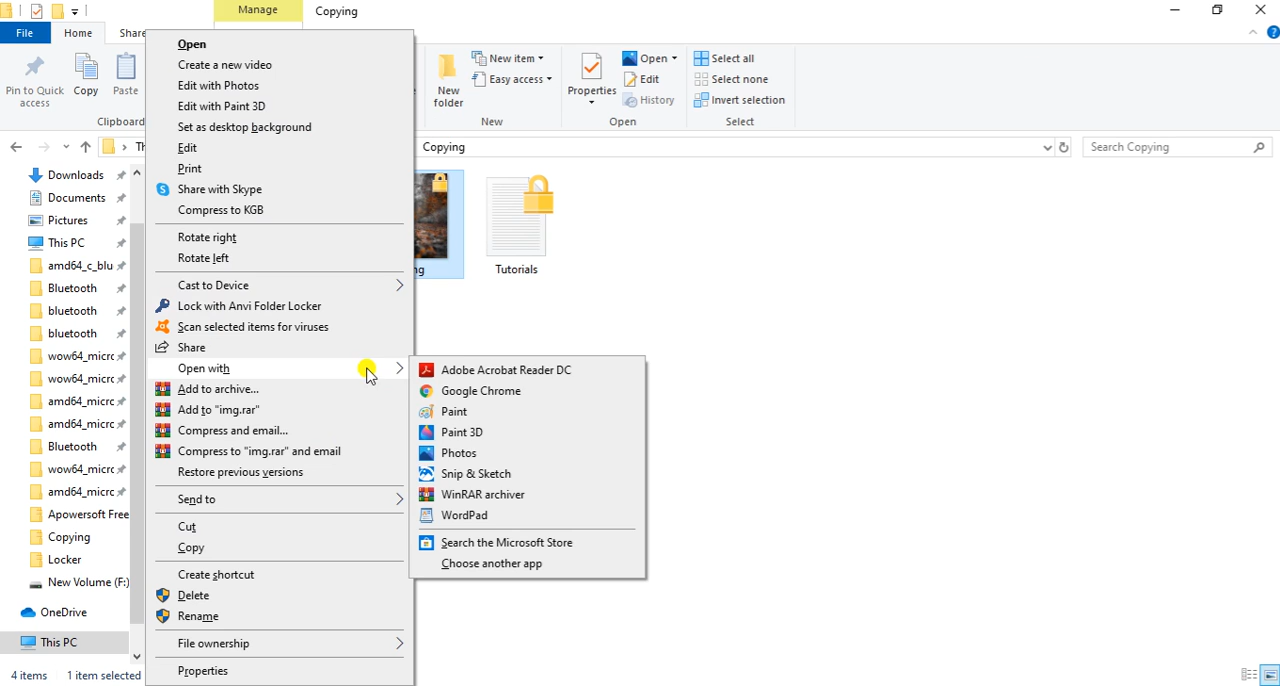 Manage
Copying
File
Home
Share
Pin to Quick
access
Copy
Paste
Clipboard
New
folder
New item
Easy access
New
Properties
Open
Edit
History
Open
Select all
Select none
Invert selection
Select
Copying
Search Copying
Downloads
Documents
Pictures
This PC
amd64_c_blu
Bluetooth
bluetooth
bluetooth
wow64_micro
wow64_micro
amd64_micro
amd64_micro
Bluetooth
wow64_micro
amd64_micro
Apowersoft Free
Copying
Locker
New Volume (F:)
OneDrive
This PC
4 items
1 item selected
Open
Create a new video
Edit with Photos
Edit with Paint 3D
Set as desktop background
Edit
Print
Share with Skype
Compress to KGB
Rotate right
Rotate left
Cast to Device
Lock with Anvi Folder Locker
Scan selected items for viruses
Share
Open with
Add to archive...
Add to "img.rar"
Compress and email...
Compress to "img.rar" and email
Restore previous versions
Send to
Cut
Copy
Create shortcut
Delete
Rename
File ownership
Properties
Adobe Acrobat Reader DC
Google Chrome
Paint
Paint 3D
Photos
Snip & Sketch
WinRAR archiver
WordPad
Search the Microsoft Store
Choose another app
Tutorials